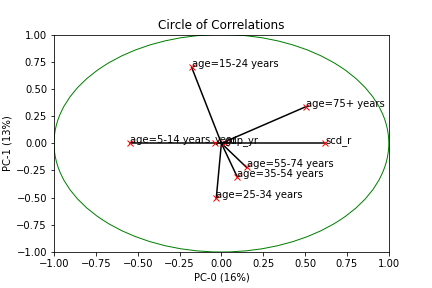 Circle of Correlations
1.00
0.75
0.50
0.25
0.00
−0.25
−0.50
−0.75
−1.00
PC-1 (13%)
age=15-24 years
age=75+ years
age=5-14 years
scd_r
age=55-74 years
age=35-54 years
age=25-34 years
−1.00 −0.75 −0.50 −0.25 0.00 0.25 0.50 0.75 1.00
PC-0 (16%)